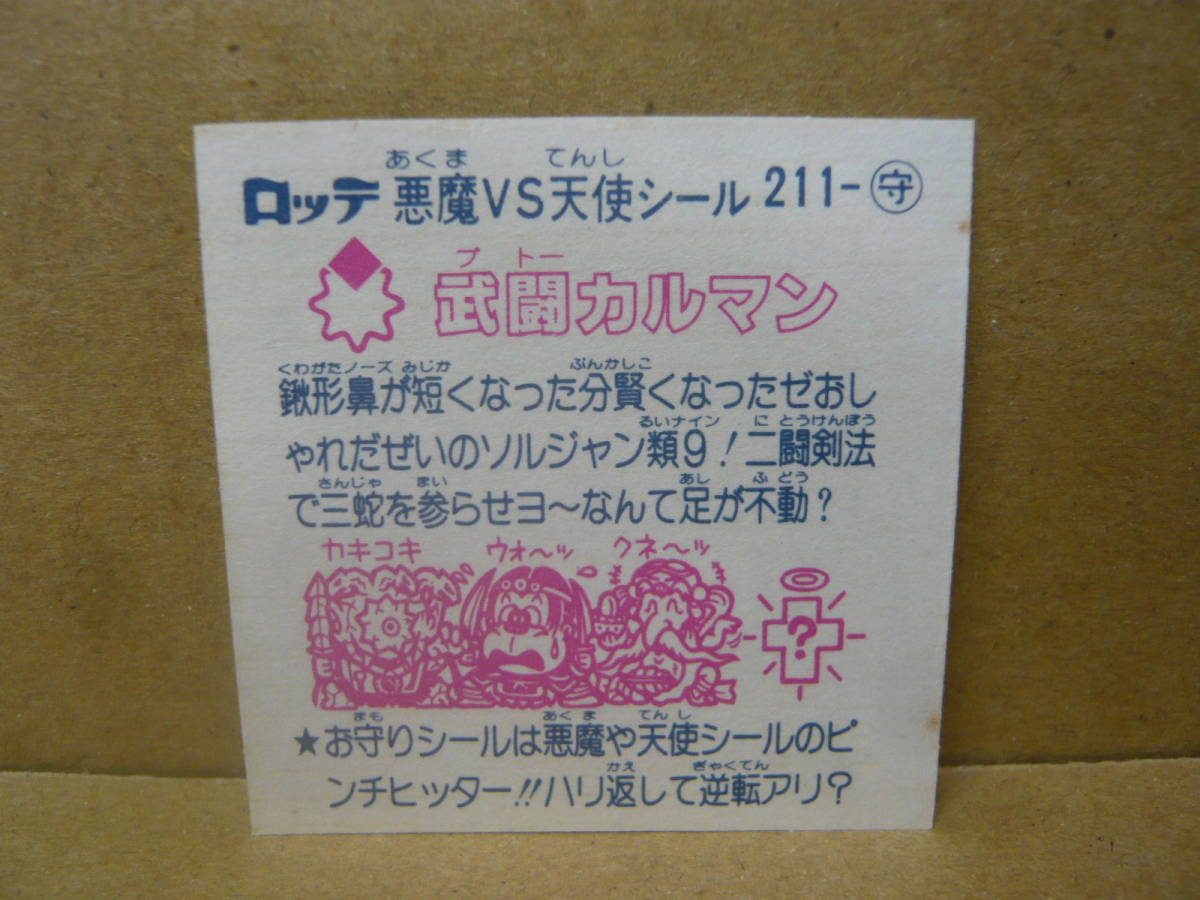 あくま てんし
ロッテ 悪魔VS天使シール 211-守
ブトー
武闘カルマン
くわがたノーズ みじか ぶんかしこ
鍬形鼻が短くなった分賢くなったゼおし
るいナイン に とうけんぽう
ゃれだぜいのソルジャン類9!二闘剣法
さんじゃ まい あし ふどう
で三蛇を参らせヨ〜なんて足が不動?
カキコキ ウォ〜ッ クネ〜ッ
?
まも あくま てんし
★お守りシールは悪魔や天使シールのピ
かえ ぎゃくてん
ンチヒッター!!ハリ返して逆転アリ?